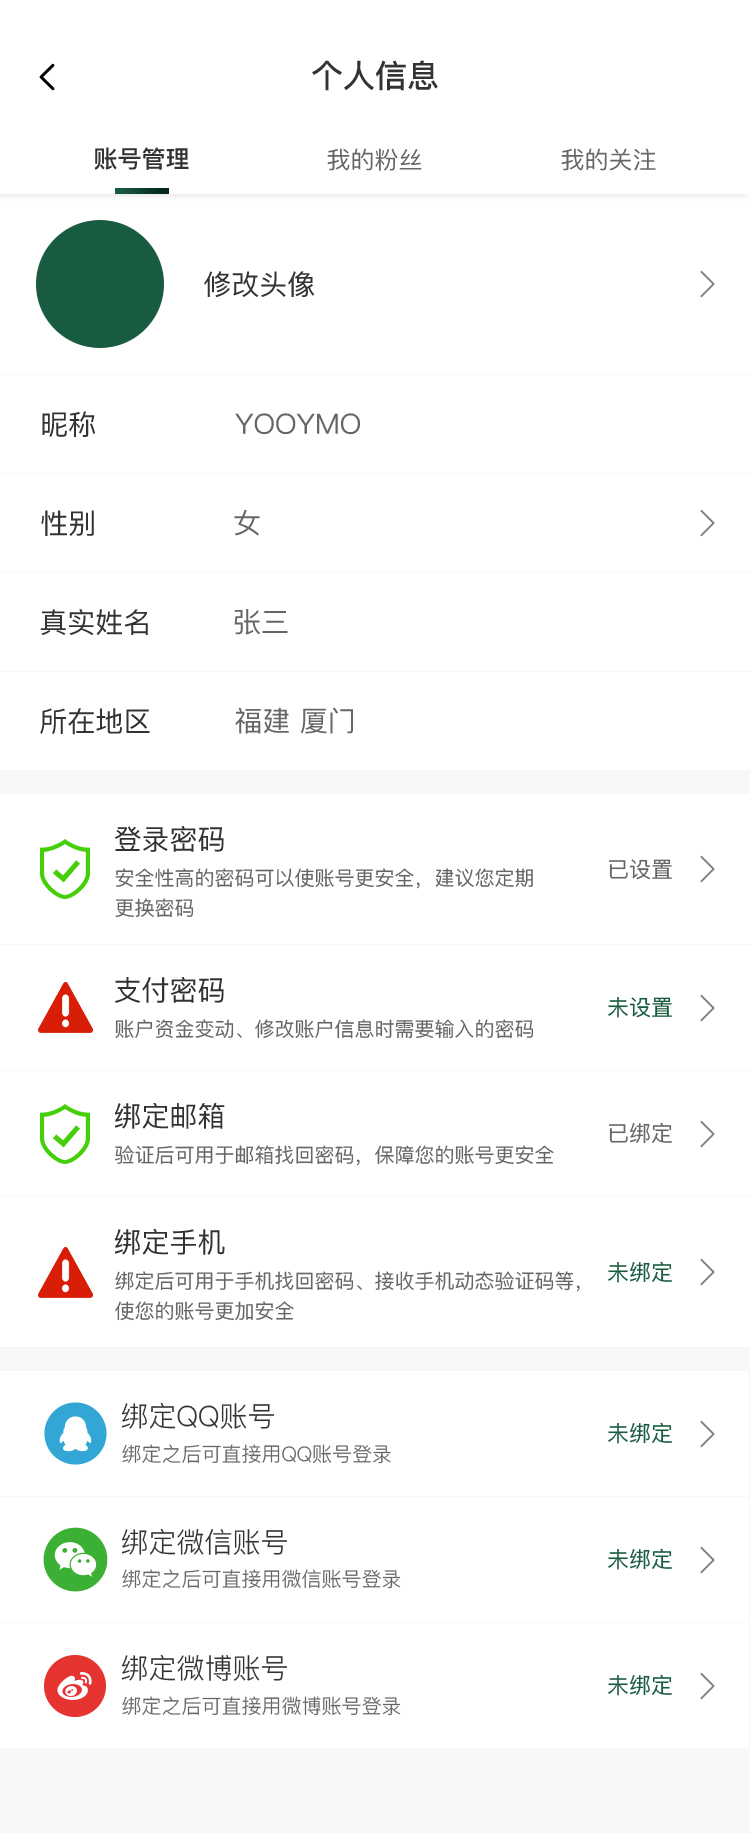 个人信息
账号管理 我的粉丝 我的关注
修改头像
昵称 YOOYMO
性别 女
真实姓名 张三
所在地区 福建 厦门
登录密码
安全性高的密码可以使账号更安全，建议您定期
更换密码
已设置
支付密码
账户资金变动、修改账户信息时需要输入的密码
未设置
绑定邮箱
验证后可用于邮箱找回密码，保障您的账号更安全
已绑定
绑定手机
绑定后可用于手机找回密码、接收手机动态验证码等，
使您的账号更加安全
未绑定
绑定QQ账号
绑定之后可直接用QQ账号登录
未绑定
绑定微信账号
绑定之后可直接用微信账号登录
未绑定
绑定微博账号
绑定之后可直接用微博账号登录
未绑定